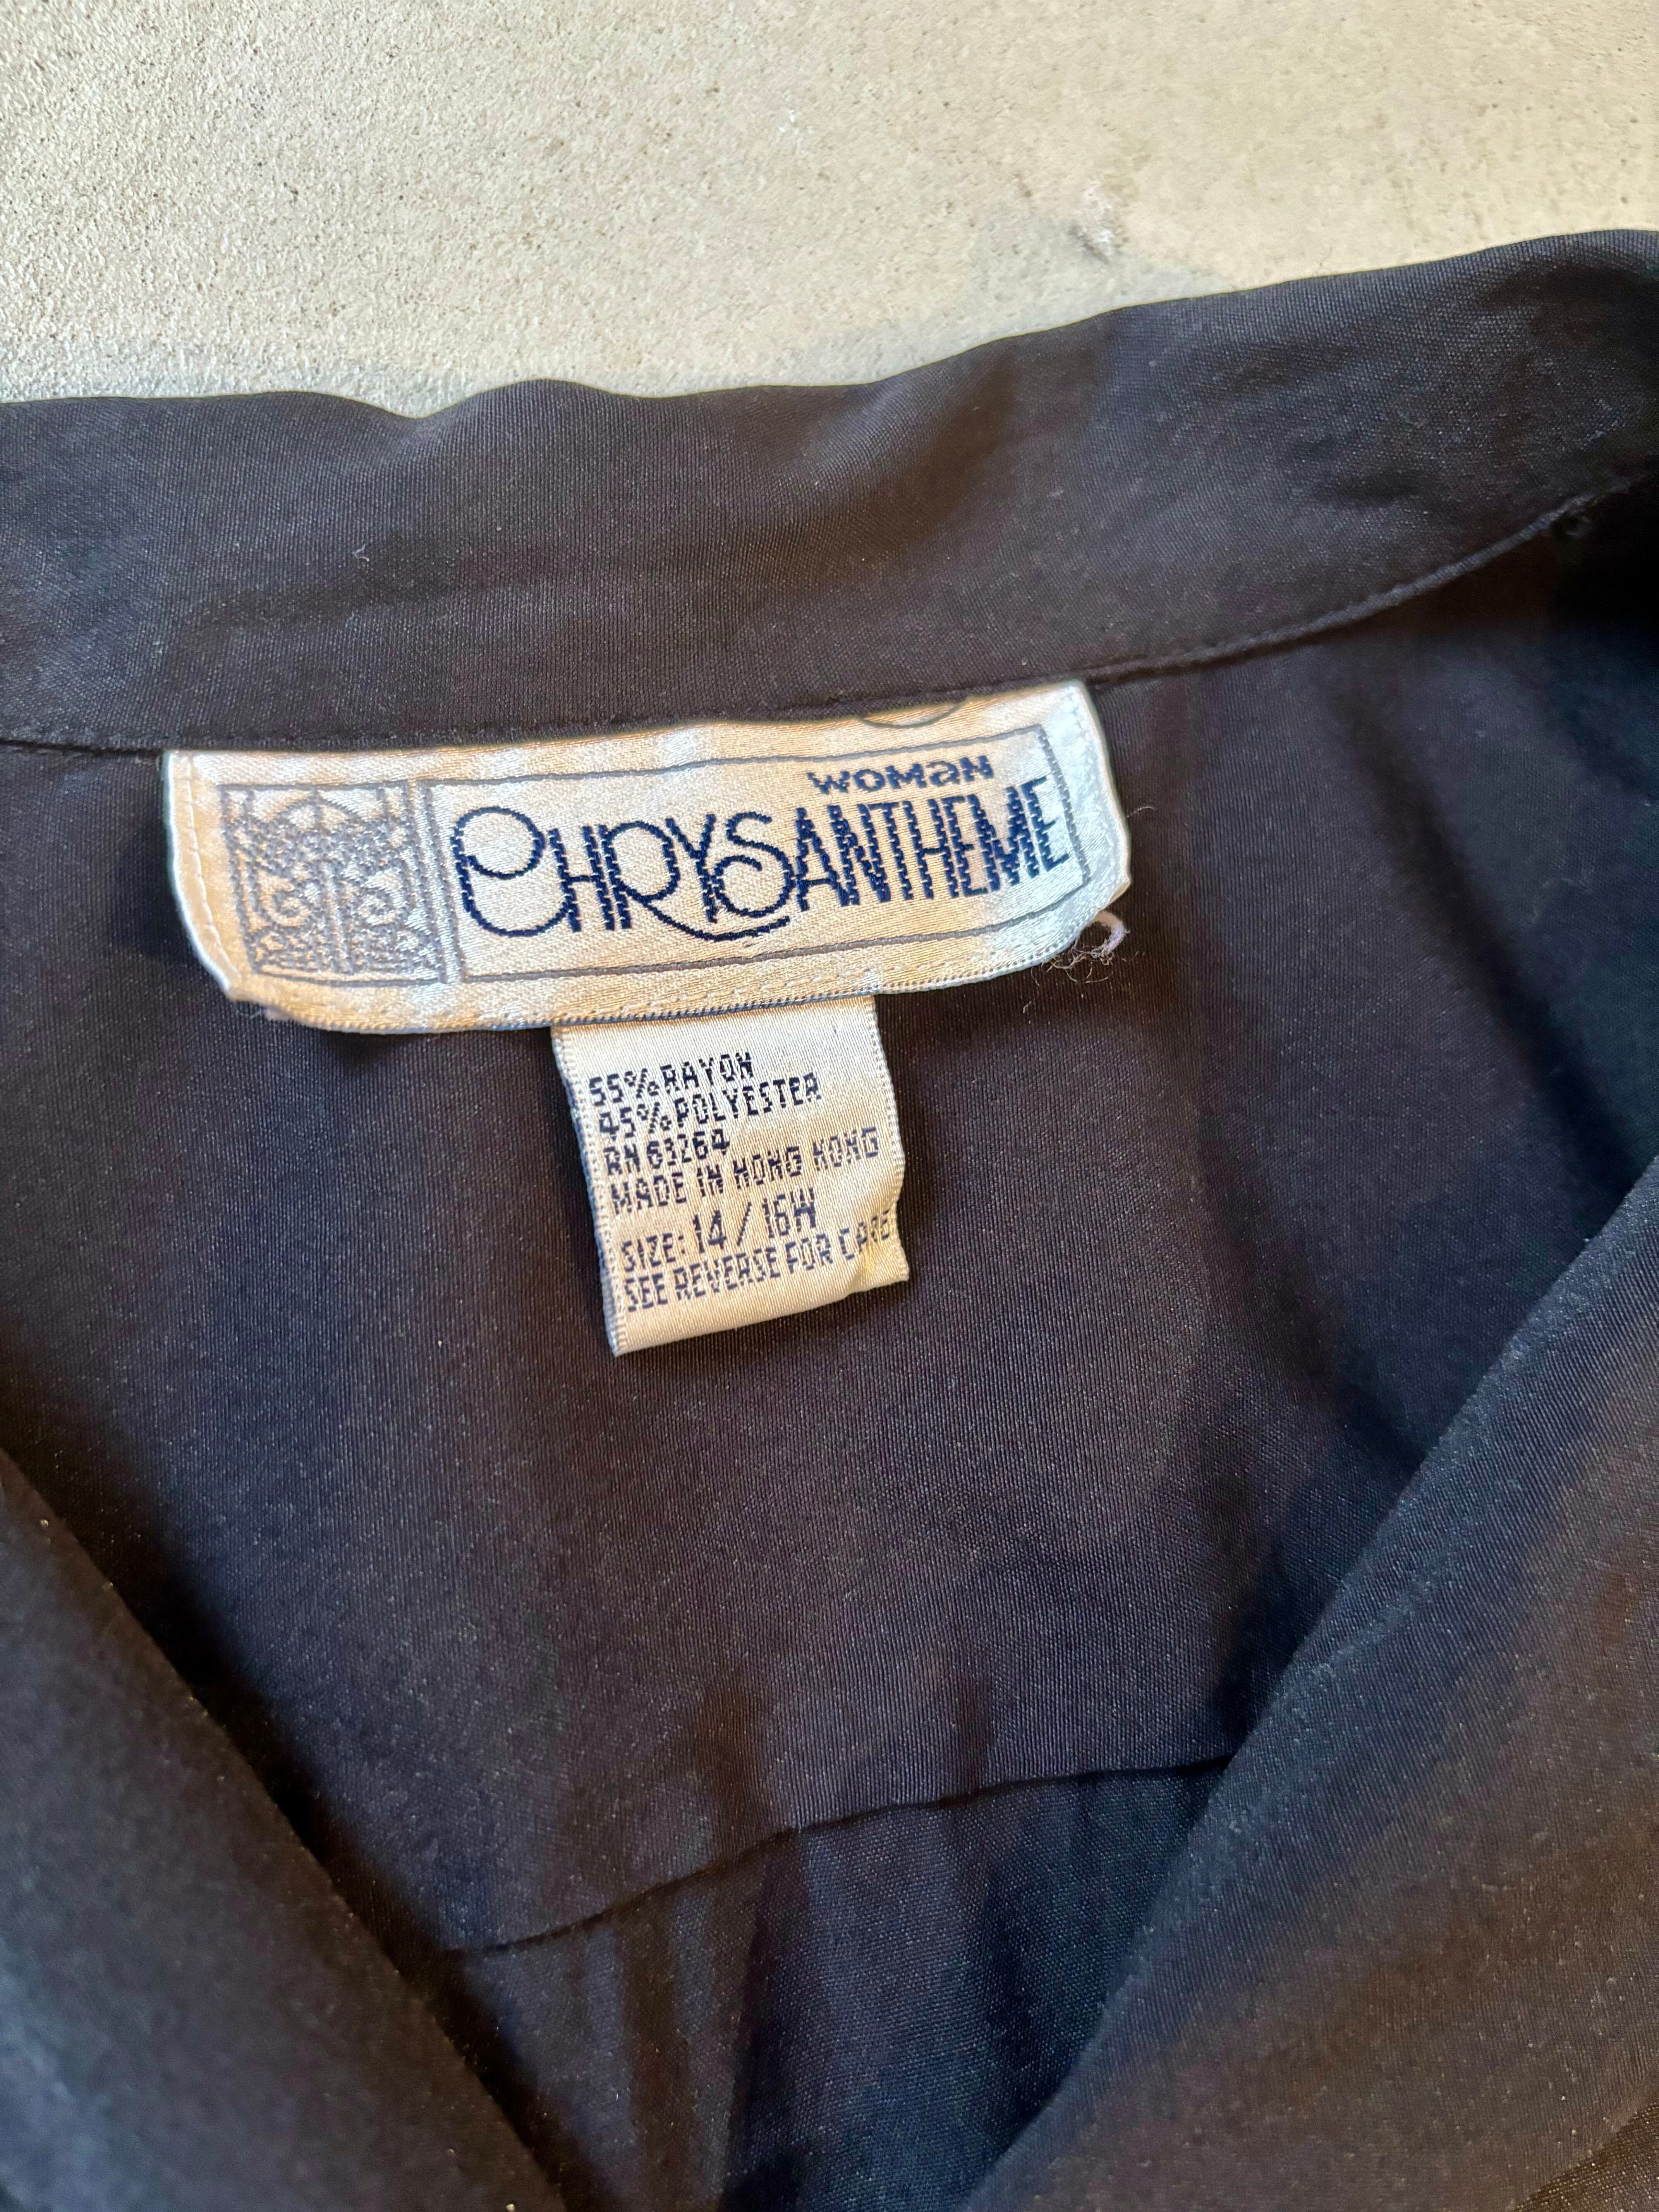 WOMaN
CHRYSANTHEME
55% RAYON
45% POLYESTER
RN 63264
MADE IN HONG KONG
SIZE: 14/16W
SEE REVERSE FOR CARE